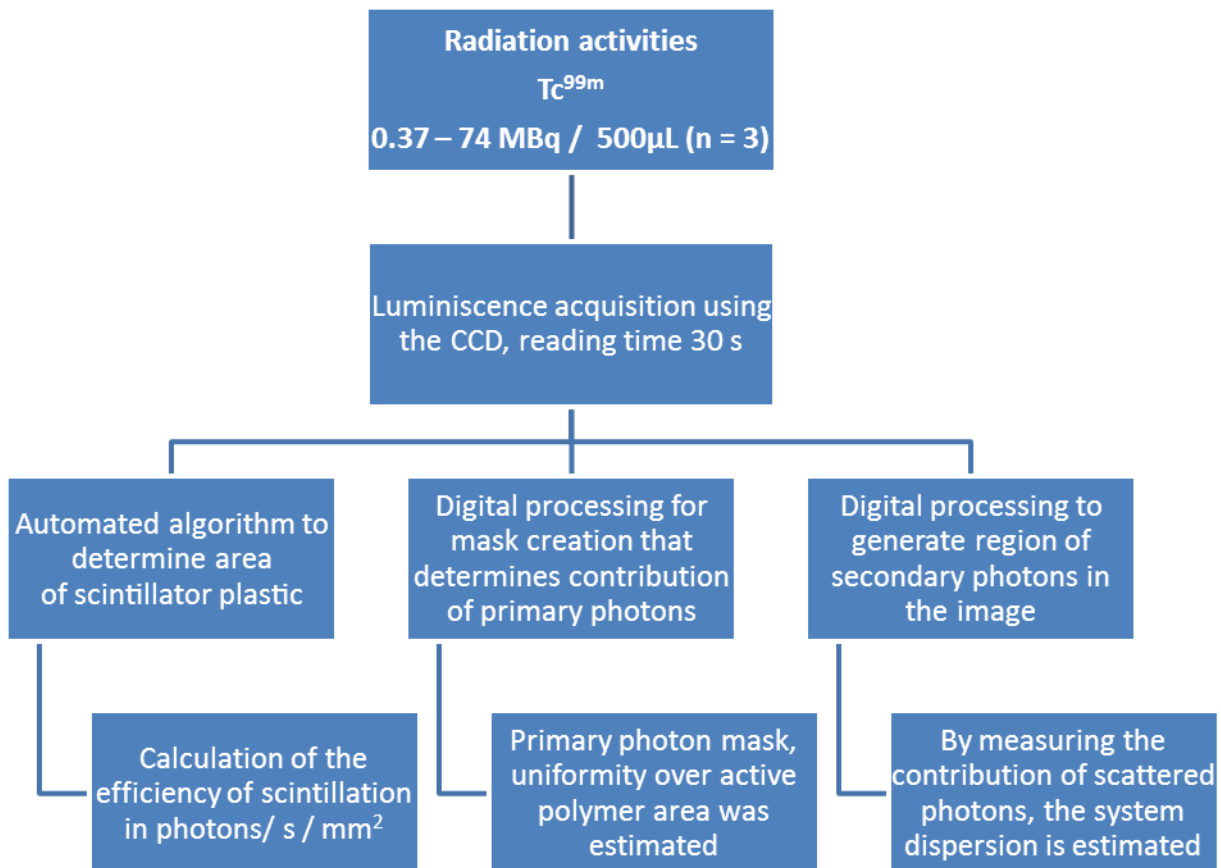 Radiation activities
Tc⁹⁹ᵐ
0.37 – 74 MBq /  500µL (n = 3)
Luminiscence acquisition using
the CCD, reading time 30 s
Automated algorithm to
determine area
of scintillator plastic
Digital processing for
mask creation that
determines contribution
of primary photons
Digital processing to
generate region of
secondary photons in
the image
Calculation of the
efficiency of scintillation
in photons/ s / mm²
Primary photon mask,
uniformity over active
polymer area was
estimated
By measuring the
contribution of scattered
photons, the system
dispersion is estimated